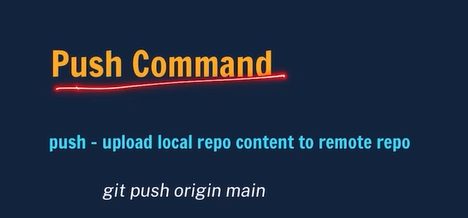 Push Command
push - upload local repo content to remote repo
git push origin main